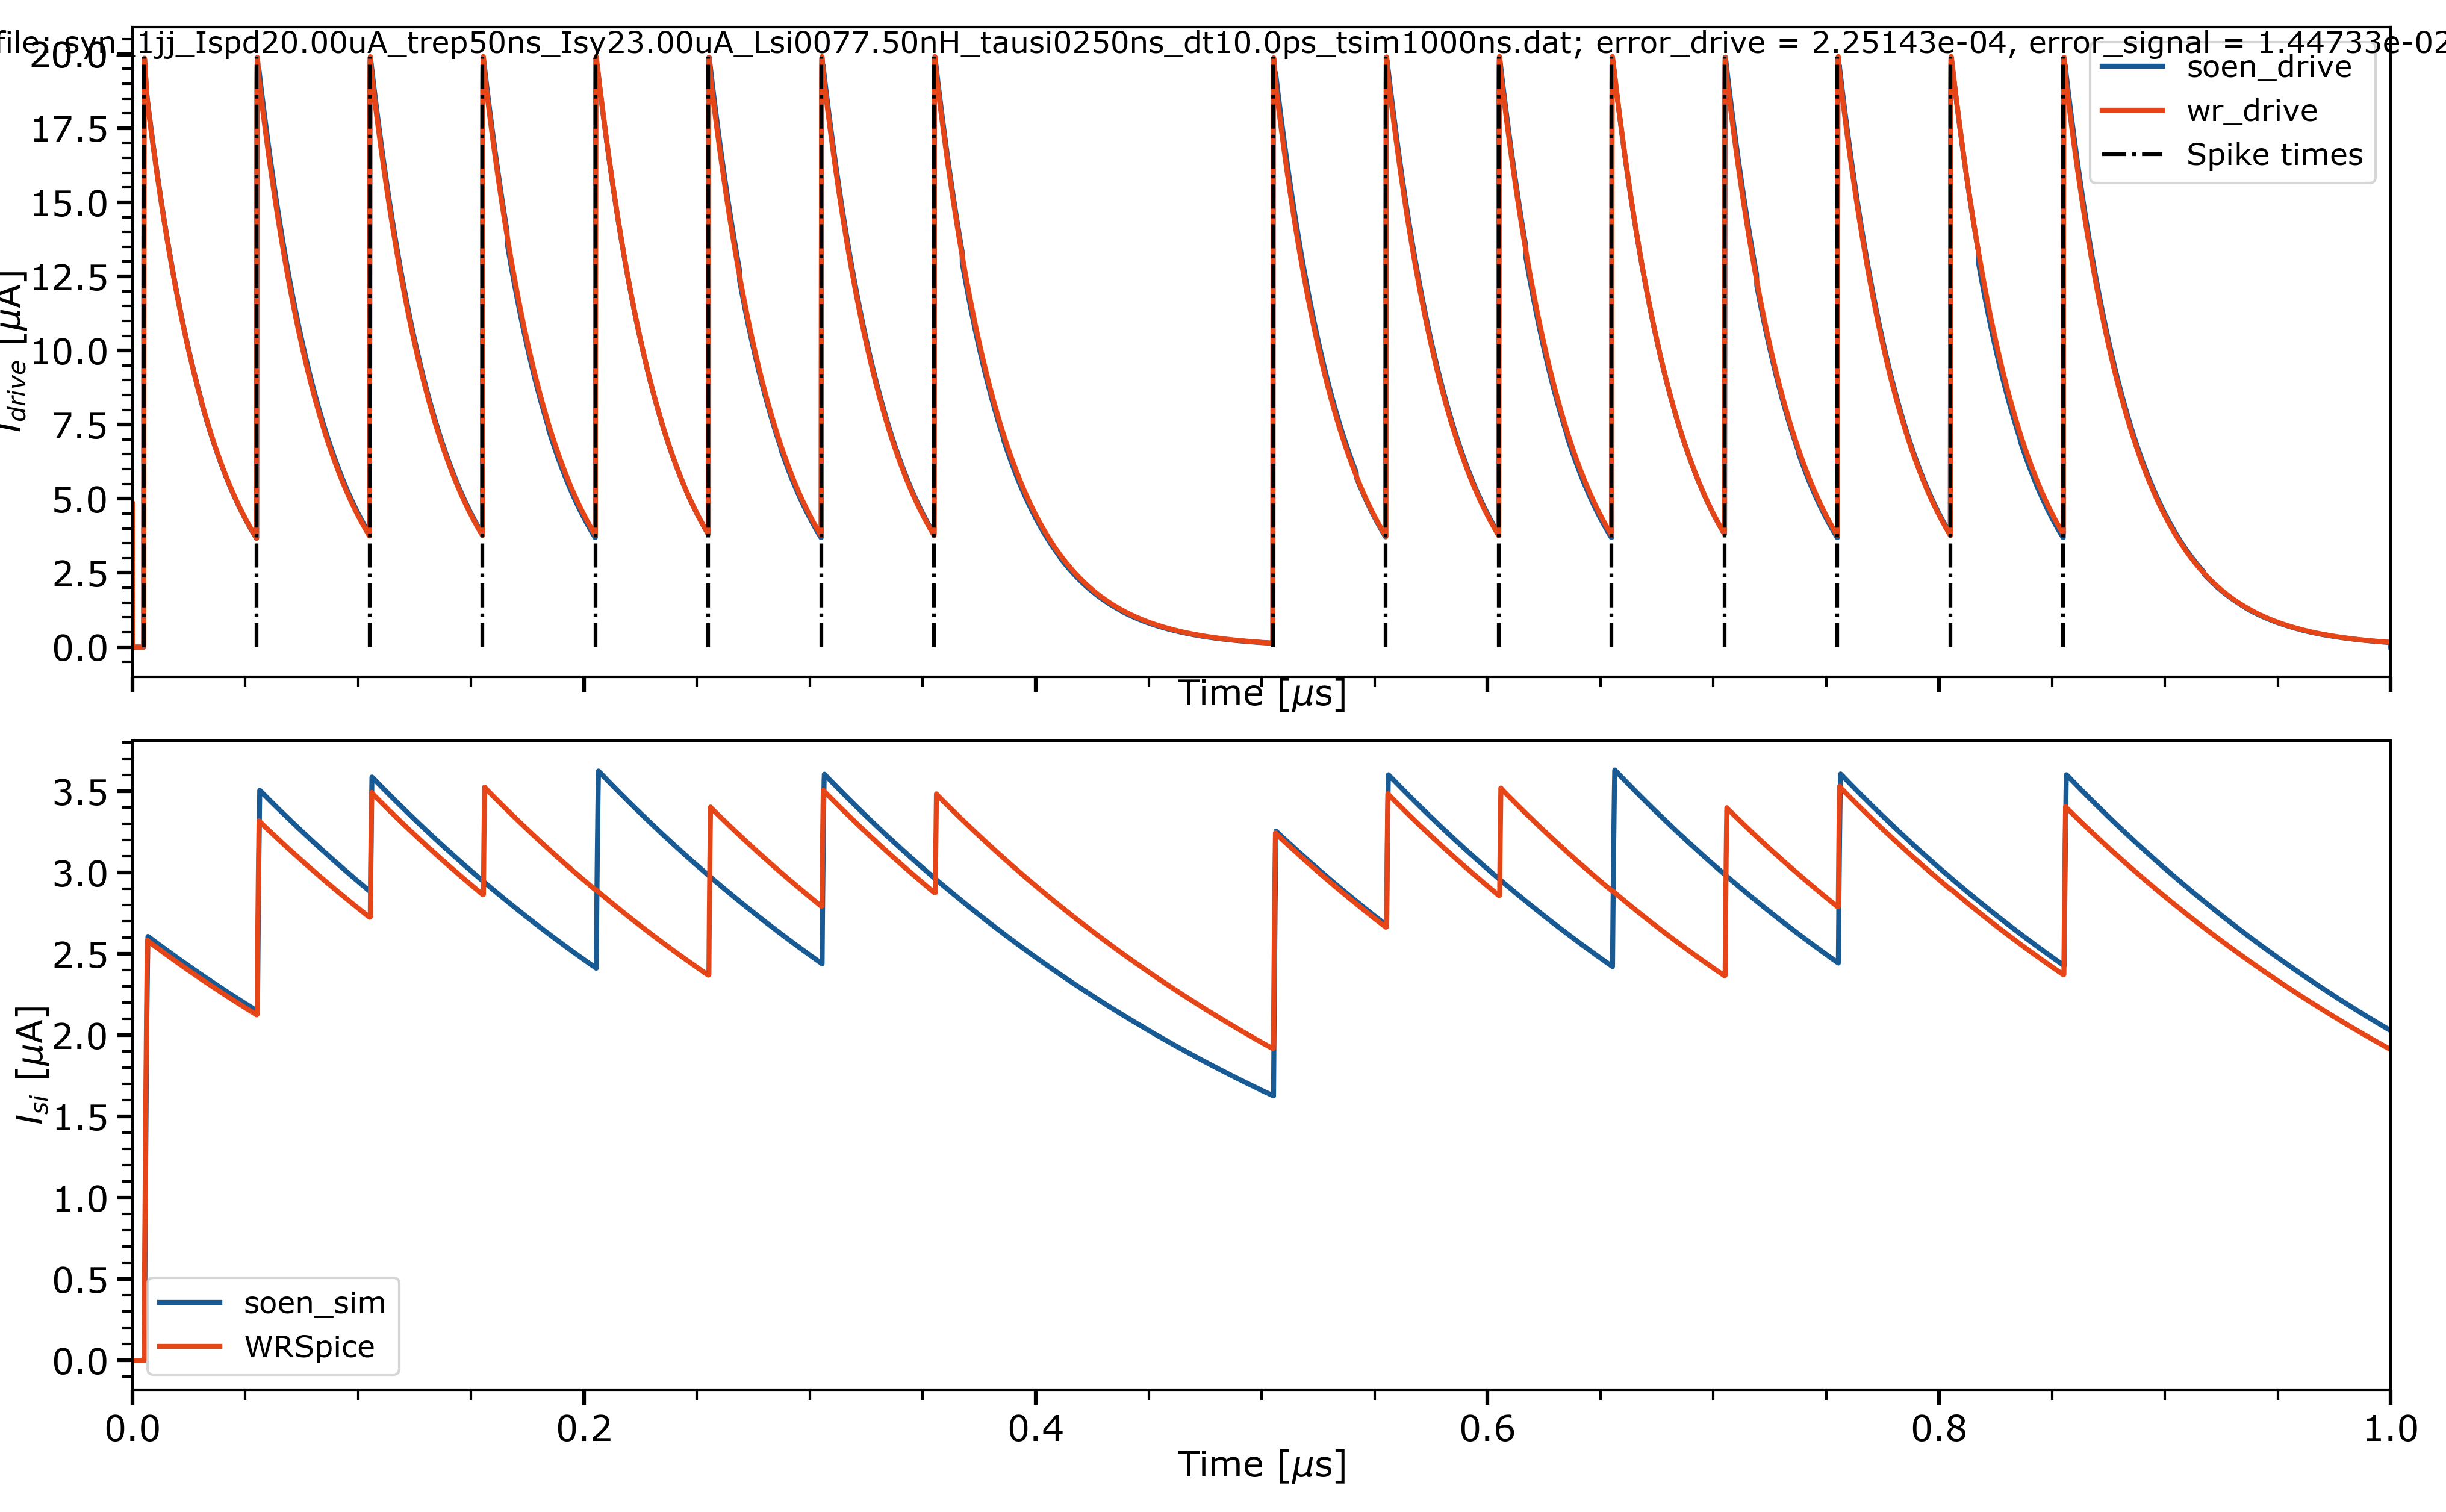 file: syn_1jj_Ispd20.00uA_trep50ns_Isy23.00uA_Lsi0077.50nH_tausi0250ns_dt10.0ps_tsim1000ns.dat; error_drive = 2.25143e-04, error_signal = 1.44733e-02
20.0
17.5
15.0
12.5
10.0
7.5
5.0
2.5
0.0
I_drive [μA]
soen_drive
wr_drive
Spike times
Time [μs]
3.5
3.0
2.5
2.0
1.5
1.0
0.5
0.0
I_si [μA]
soen_sim
WRSpice
0.0 0.2 0.4 0.6 0.8 1.0
Time [μs]